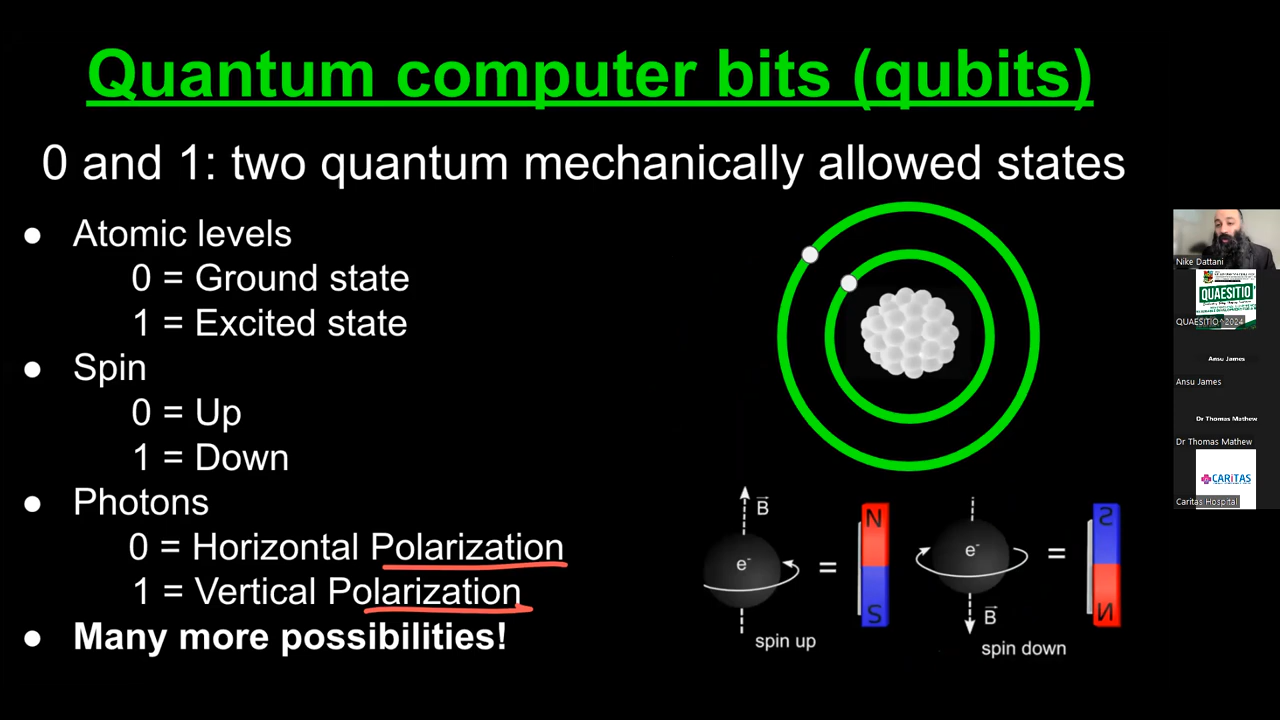 Quantum computer bits (qubits)
0 and 1: two quantum mechanically allowed states
● Atomic levels
0 = Ground state
1 = Excited state
● Spin
0 = Up
1 = Down
● Photons
0 = Horizontal Polarization
1 = Vertical Polarization
● Many more possibilities!
B
e-
=
N
S
spin up
e-
B
=
S
N
spin down
Nike Dattani
QUAESITIO
QUAESITIO 2024
Ansu James
Ansu James
Dr Thomas Mathew
Dr Thomas Mathew
CARITAS
HOSPITAL
Caritas Hospital